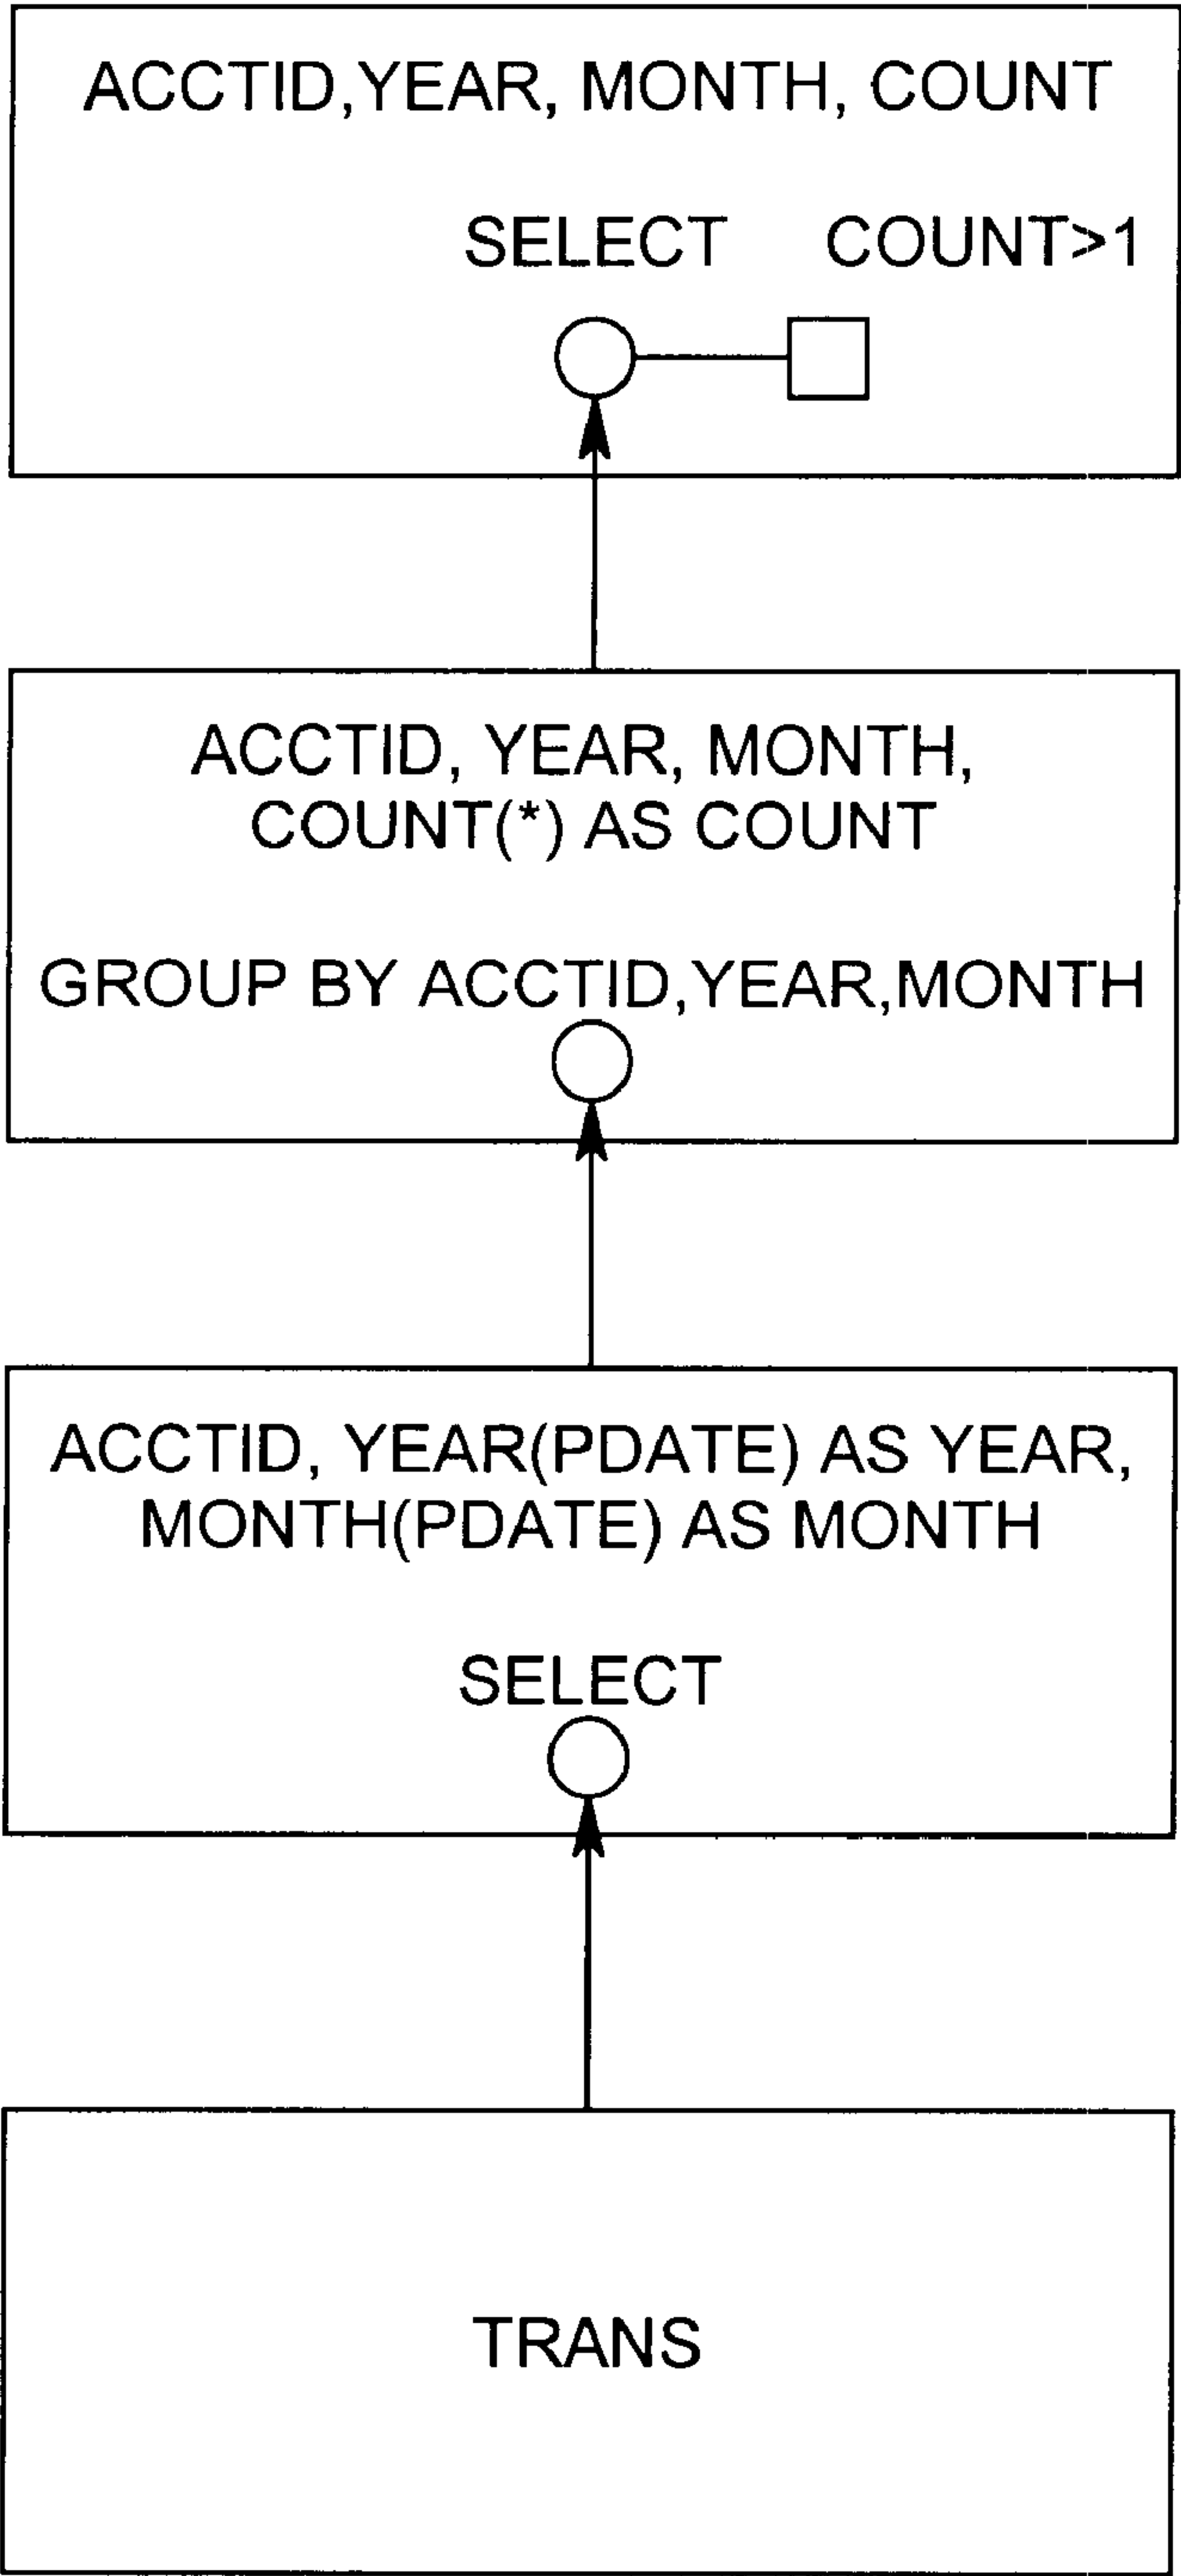 ACCTID,YEAR, MONTH, COUNT
SELECT COUNT>1
ACCTID, YEAR, MONTH,
COUNT(*) AS COUNT
GROUP BY ACCTID,YEAR,MONTH
ACCTID, YEAR(PDATE) AS YEAR,
MONTH(PDATE) AS MONTH
SELECT
TRANS